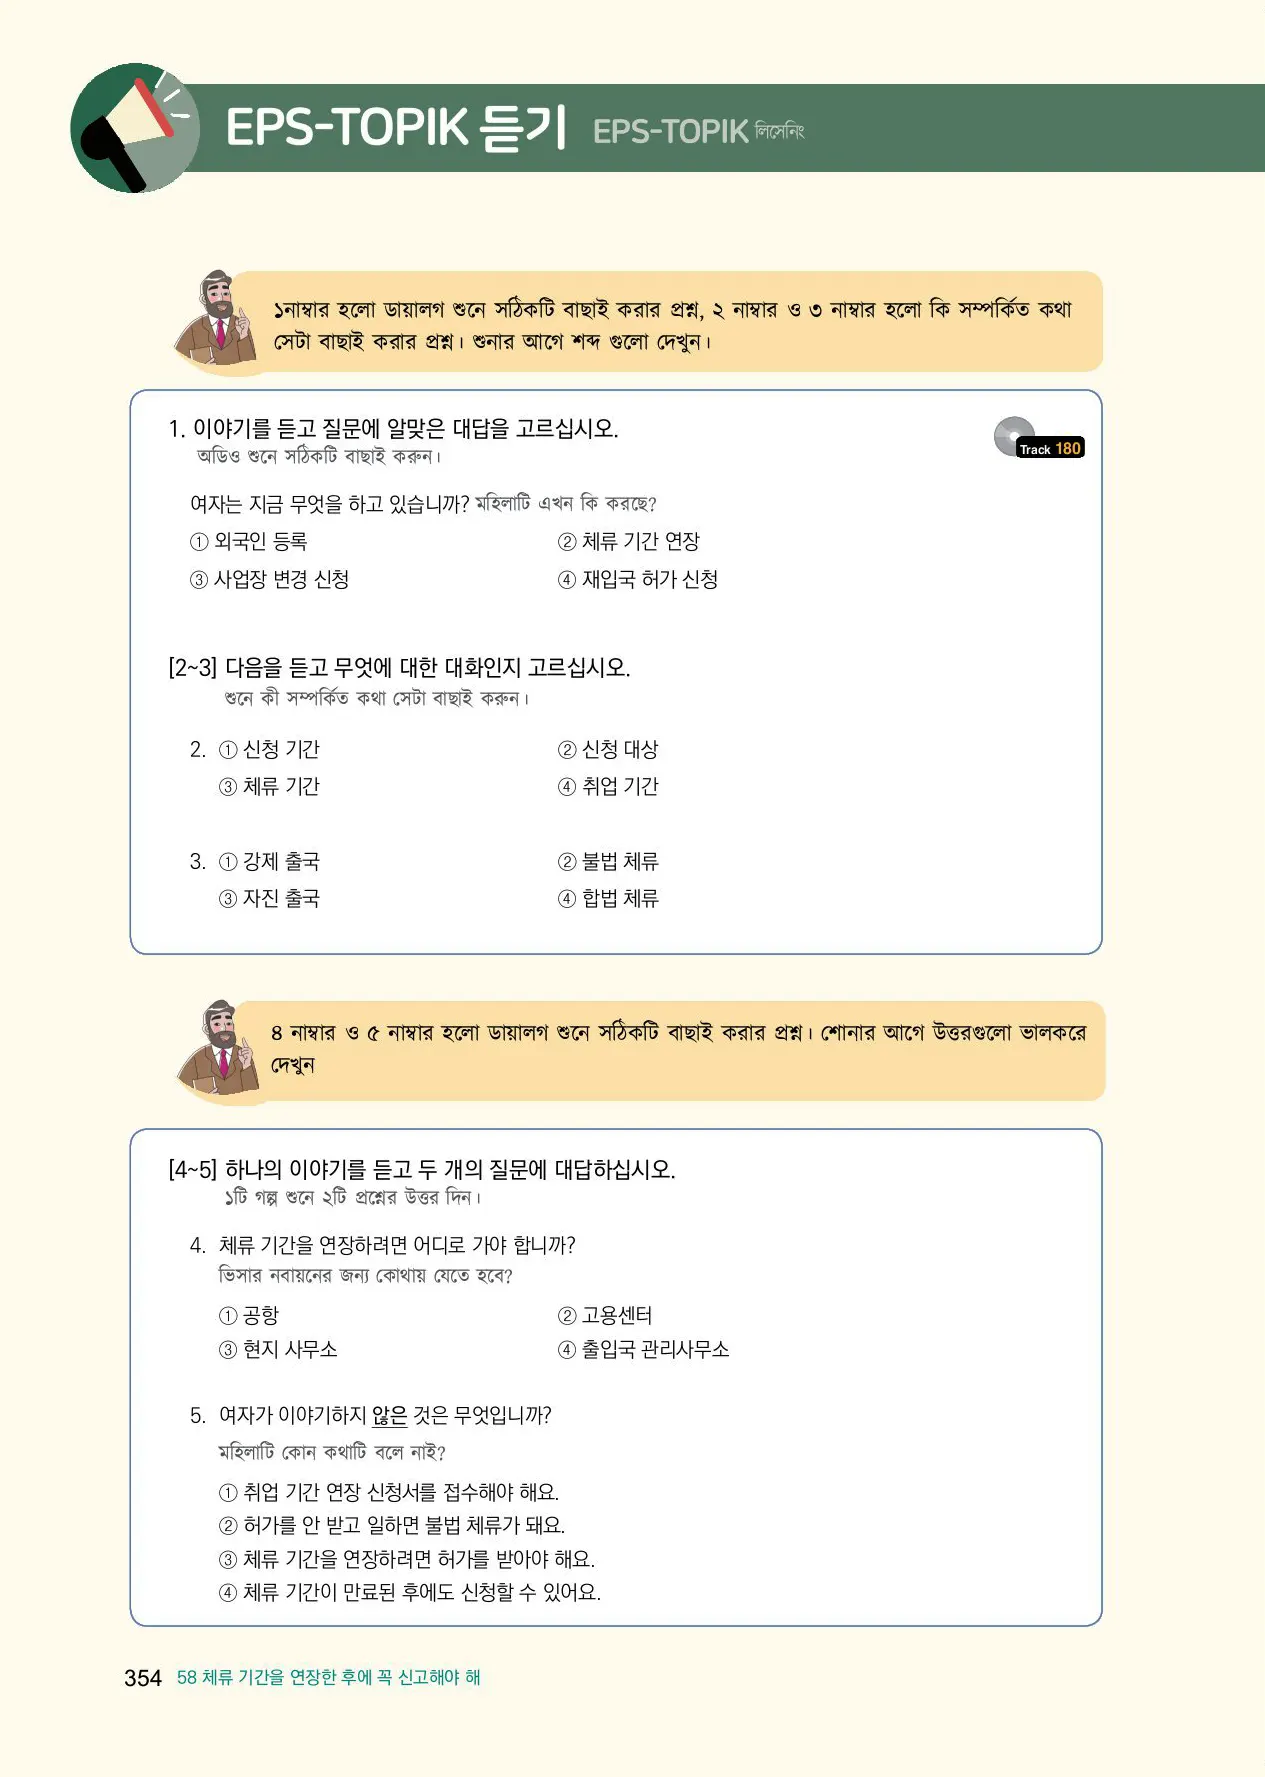 EPS-TOPIK 듣기 EPS-TOPIK লিসেনিং
১নাম্বার হলো ডায়ালগ শুনে সঠিকটি বাছাই করার প্রশ্ন, ২ নাম্বার ও ৩ নাম্বার হলো কি সম্পর্কিত কথা
সেটা বাছাই করার প্রশ্ন। শুনার আগে শব্দ গুলো দেখুন।
1. 이야기를 듣고 질문에 알맞은 대답을 고르십시오.
Track 180
অডিও শুনে সঠিকটি বাছাই করুন।
여자는 지금 무엇을 하고 있습니까? মহিলাটি এখন কি করছে?
① 외국인 등록 ② 체류 기간 연장
③ 사업장 변경 신청 ④ 재입국 허가 신청
[2~3] 다음을 듣고 무엇에 대한 대화인지 고르십시오.
শুনে কী সম্পর্কিত কথা সেটা বাছাই করুন।
2. ① 신청 기간 ② 신청 대상
③ 체류 기간 ④ 취업 기간
3. ① 강제 출국 ② 불법 체류
③ 자진 출국 ④ 합법 체류
৪ নাম্বার ও ৫ নাম্বার হলো ডায়ালগ শুনে সঠিকটি বাছাই করার প্রশ্ন। শোনার আগে উত্তরগুলো ভালকরে
দেখুন
[4~5] 하나의 이야기를 듣고 두 개의 질문에 대답하십시오.
১টি গল্প শুনে ২টি প্রশ্নের উত্তর দিন।
4. 체류 기간을 연장하려면 어디로 가야 합니까?
ভিসার নবায়নের জন্য কোথায় যেতে হবে?
① 공항 ② 고용센터
③ 현지 사무소 ④ 출입국 관리사무소
5. 여자가 이야기하지 않은 것은 무엇입니까?
মহিলাটি কোন কথাটি বলে নাই?
① 취업 기간 연장 신청서를 접수해야 해요.
② 허가를 안 받고 일하면 불법 체류가 돼요.
③ 체류 기간을 연장하려면 허가를 받아야 해요.
④ 체류 기간이 만료된 후에도 신청할 수 있어요.
354 58 체류 기간을 연장한 후에 꼭 신고해야 해